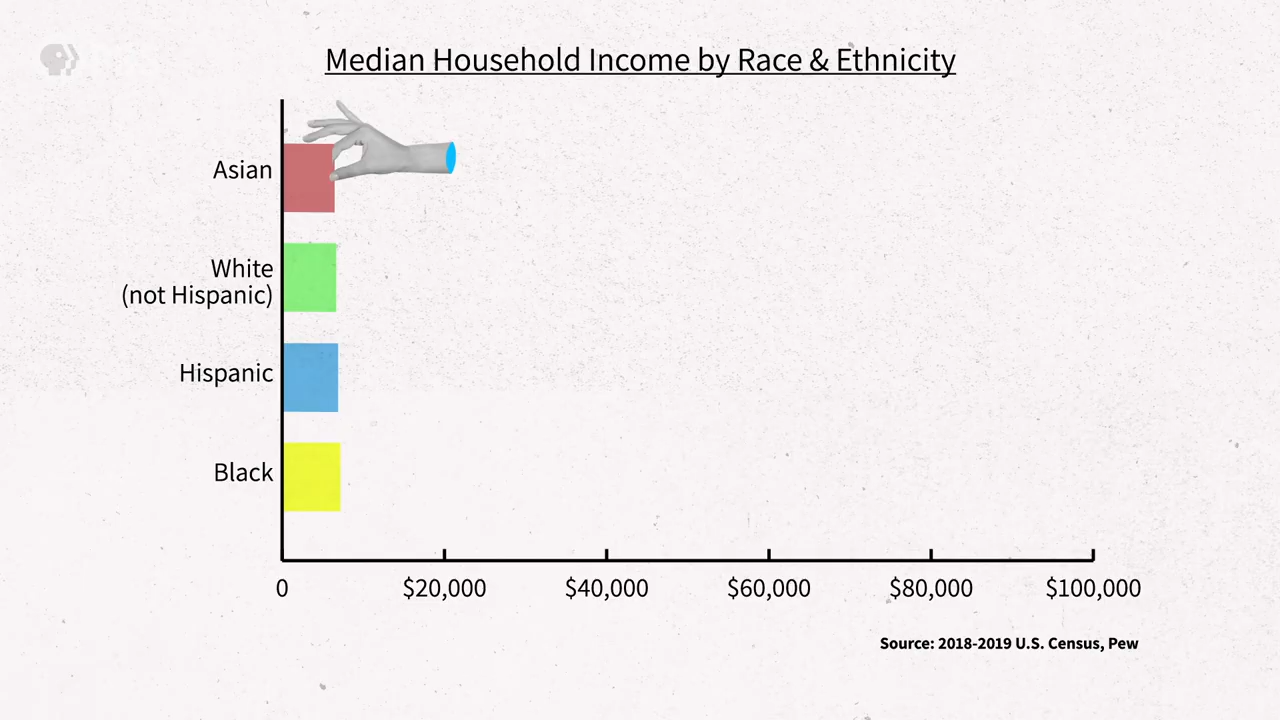 Median Household Income by Race & Ethnicity
Asian
White
(not Hispanic)
Hispanic
Black
0 $20,000 $40,000 $60,000 $80,000 $100,000
Source: 2018-2019 U.S. Census, Pew